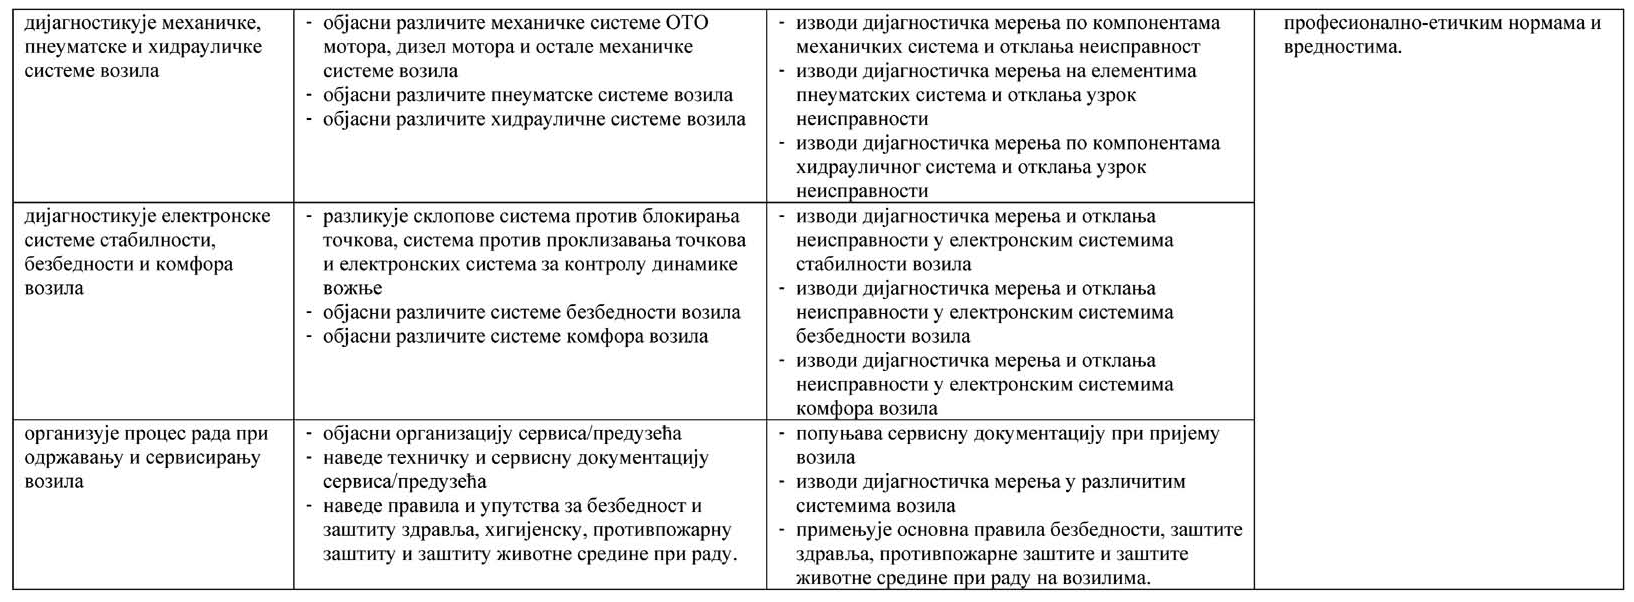 дијагностикује механичке,
пнеуматске и хидрауличке
системе возила
- објасни различите механичке системе ОТО
мотора, дизел мотора и остале механичке
системе возила
- објасни различите пнеуматске системе возила
- објасни различите хидрауличне системе возила
- изводи дијагностичка мерења по компонентама
механичких система и отклања неисправност
- изводи дијагностичка мерења на елементима
пнеуматских система и отклања узрок
неисправности
- изводи дијагностичка мерења по компонентама
хидрауличног система и отклања узрок
неисправности
професионално-етичким нормама и
вредностима.
дијагностикује електронске
системе стабилности,
безбедности и комфора
возила
- разликује склопове система против блокирања
точкова, система против проклизавања точкова
и електронских система за контролу динамике
вожње
- објасни различите системе безбедности возила
- објасни различите системе комфора возила
- изводи дијагностичка мерења и отклања
неисправности у електронским системима
стабилности возила
- изводи дијагностичка мерења и отклања
неисправности у електронским системима
безбедности возила
- изводи дијагностичка мерења и отклања
неисправности у електронским системима
комфора возила
организује процес рада при
одржавању и сервисирању
возила
- објасни организацију сервиса/предузећа
- наведе техничку и сервисну документацију
сервиса/предузећа
- наведе правила и упутства за безбедност и
заштиту здравља, хигијенску, противпожарну
заштиту и заштиту животне средине при раду.
- попуњава сервисну документацију при пријему
возила
- изводи дијагностичка мерења у различитим
системима возила
- примењује основна правила безбедности, заштите
здравља, противпожарне заштите и заштите
животне средине при раду на возилима.